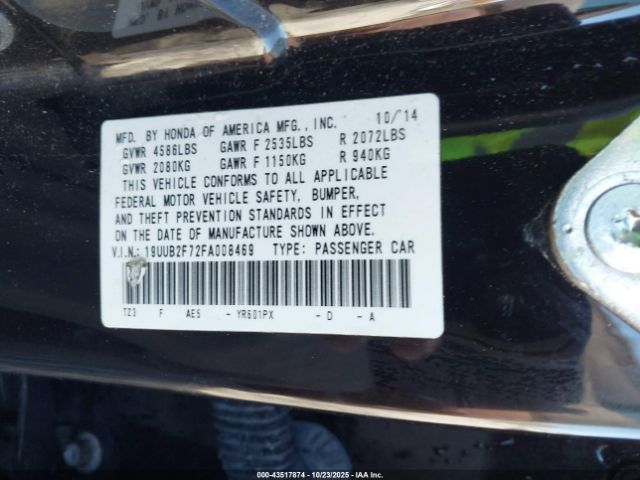 MFD. BY HONDA OF AMERICA MFG., INC. 10/14
GVWR 4586LBS GAWR F 2535LBS R 2072LBS
GVWR 2080KG GAWR F 1150KG R 940KG
THIS VEHICLE CONFORMS TO ALL APPLICABLE
FEDERAL MOTOR VEHICLE SAFETY, BUMPER,
AND THEFT PREVENTION STANDARDS IN EFFECT
ON THE DATE OF MANUFACTURE SHOWN ABOVE.
V.I.N.: 19UUB2F72FA008469 TYPE: PASSENGER CAR
TZ3 F AE5 - YR601PX - D - A
000-43517874 | 10/23/2025 | IAA Inc.